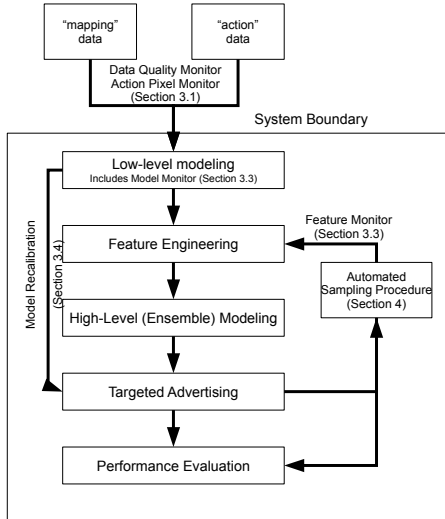 “mapping”
data
“action”
data
Data Quality Monitor
Action Pixel Monitor
(Section 3.1)
System Boundary
Low-level modeling
Includes Model Monitor (Section 3.3)
Model Recalibration
(Section 3.4)
Feature Monitor
(Section 3.3)
Feature Engineering
Automated
Sampling Procedure
(Section 4)
High-Level (Ensemble) Modeling
Targeted Advertising
Performance Evaluation